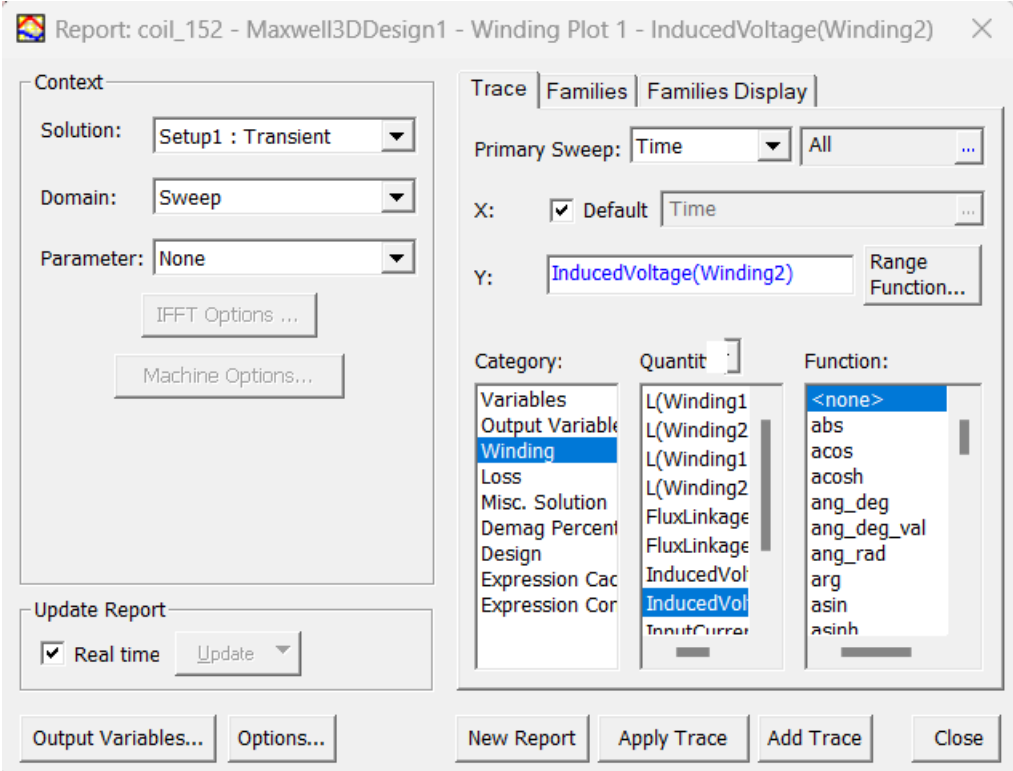 Report: coil_152 - Maxwell3DDesign1 - Winding Plot 1 - InducedVoltage(Winding2)
Context
Solution: Setup1 : Transient
Domain: Sweep
Parameter: None
IFFT Options ...
Machine Options...
Update Report
Real time Update
Output Variables... Options...
Trace Families Families Display
Primary Sweep: Time All ...
X: Default Time ...
Y: InducedVoltage(Winding2) Range Function...
Category:
Variables
Output Variable
Winding
Loss
Misc. Solution
Demag Percent
Design
Expression Cac
Expression Cor
Quantit
L(Winding1
L(Winding2
L(Winding1
L(Winding2
FluxLinkage
FluxLinkage
InducedVol
InducedVol
InputCurrer
Function:
<none>
abs
acos
acosh
ang_deg
ang_deg_val
ang_rad
arg
asin
asinh
New Report Apply Trace Add Trace Close